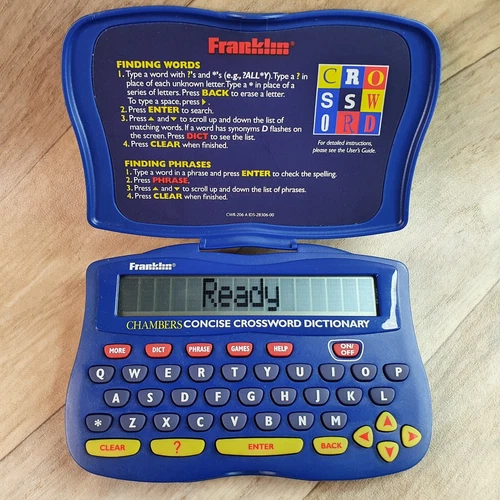 Franklin®
FINDING WORDS
1. Type a word with ?'s and *'s (e.g., ?ALL*Y). Type a ? in
place of each unknown letter. Type a * in place of a
series of letters. Press BACK to erase a letter.
To type a space, press ▶.
2. Press ENTER to search.
3. Press ▲ and ▼ to scroll up and down the list of
matching words. If a word has synonyms D flashes on
the screen. Press DICT to see the list.
4. Press CLEAR when finished.
C R O
S S W
O R D
For detailed instructions,
please see the User's Guide.
FINDING PHRASES
1. Type a word in a phrase and press ENTER to check the spelling.
2. Press PHRASE.
3. Press ▲ and ▼ to scroll up and down the list of phrases.
4. Press CLEAR when finished.
CWR-206 A IDS-28306-00
Franklin®
Ready
CHAMBERS CONCISE CROSSWORD DICTIONARY
MORE DICT PHRASE GAMES HELP ON/OFF
Q W E R T Y U I O P
A S D F G H J K L
* Z X C V B N M
CLEAR ? ENTER BACK